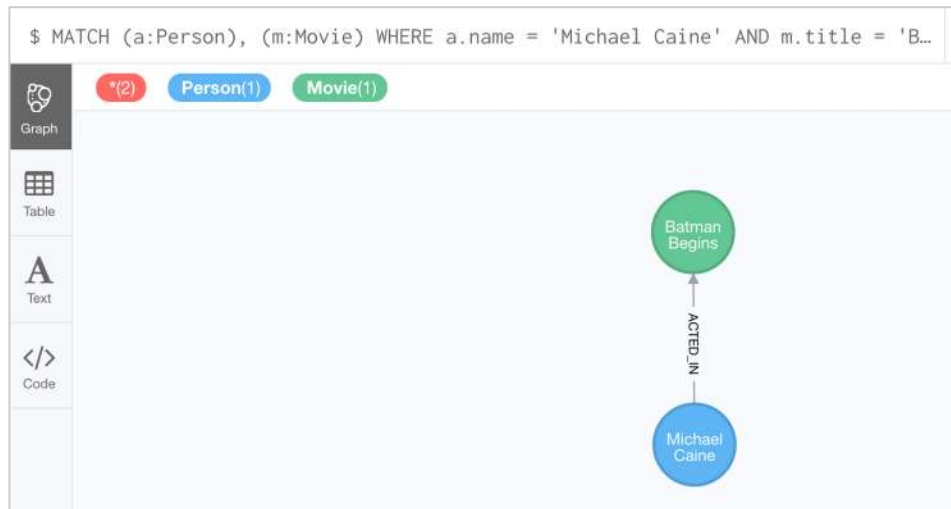 $ MATCH (a:Person), (m:Movie) WHERE a.name = 'Michael Caine' AND m.title = 'B…
*(2) Person(1) Movie(1)
Graph
Table
A
Text
</>
Code
Batman
Begins
ACTED_IN
Michael
Caine